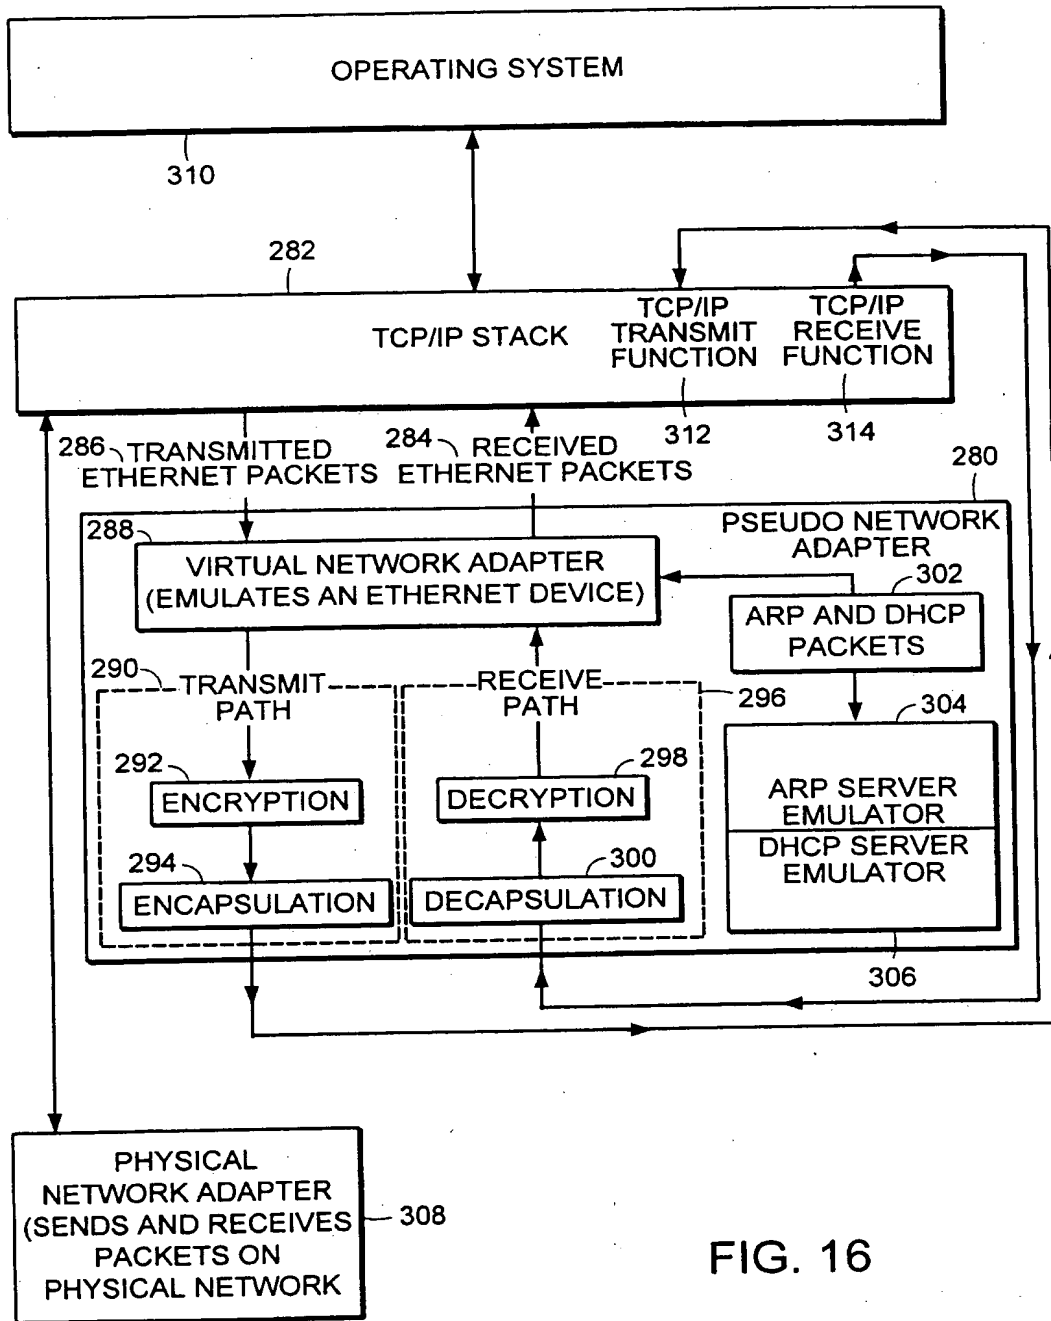 OPERATING SYSTEM
310
282
TCP/IP STACK
TCP/IP
TRANSMIT
FUNCTION
TCP/IP
RECEIVE
FUNCTION
312
314
286
TRANSMITTED
ETHERNET PACKETS
284
RECEIVED
ETHERNET PACKETS
280
PSEUDO NETWORK
ADAPTER
288
VIRTUAL NETWORK ADAPTER
(EMULATES AN ETHERNET DEVICE)
302
ARP AND DHCP
PACKETS
290
TRANSMIT
PATH
RECEIVE
PATH
296
304
292
ENCRYPTION
298
DECRYPTION
ARP SERVER
EMULATOR
DHCP SERVER
EMULATOR
294
ENCAPSULATION
300
DECAPSULATION
306
PHYSICAL
NETWORK ADAPTER
(SENDS AND RECEIVES
PACKETS ON
PHYSICAL NETWORK
308
FIG. 16